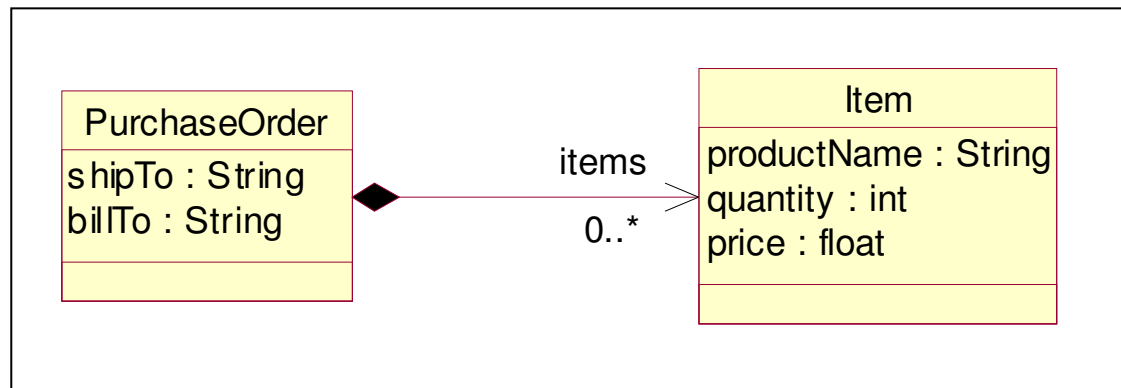 PurchaseOrder
shipTo : String
billTo : String
items
0..*
Item
productName : String
quantity : int
price : float